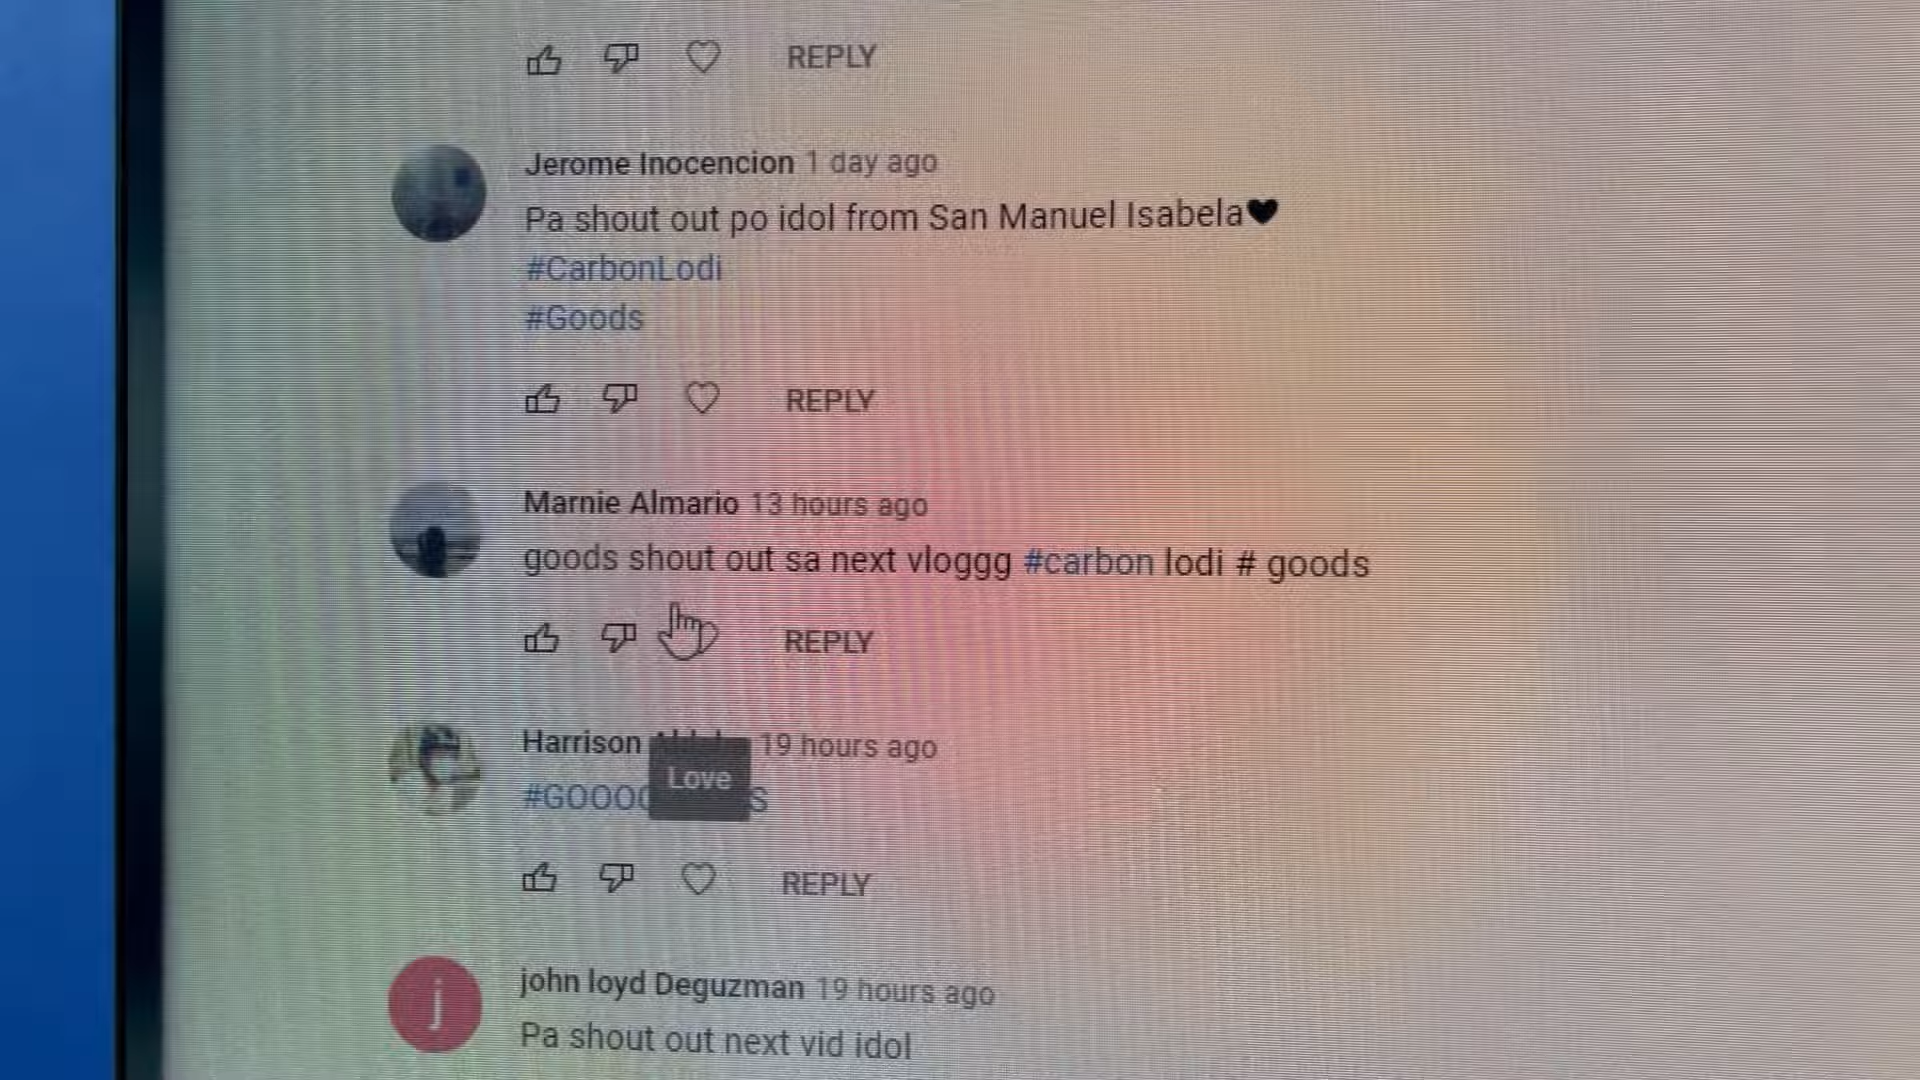 REPLY
Jerome Inocencion 1 day ago
Pa shout out po idol from San Manuel Isabela🖤
#CarbonLodi
#Goods
REPLY
Marnie Almario 13 hours ago
goods shout out sa next vloggg #carbon lodi # goods
REPLY
Harrison 19 hours ago
Love
REPLY
j
john loyd Deguzman 19 hours ago
Pa shout out next vid idol